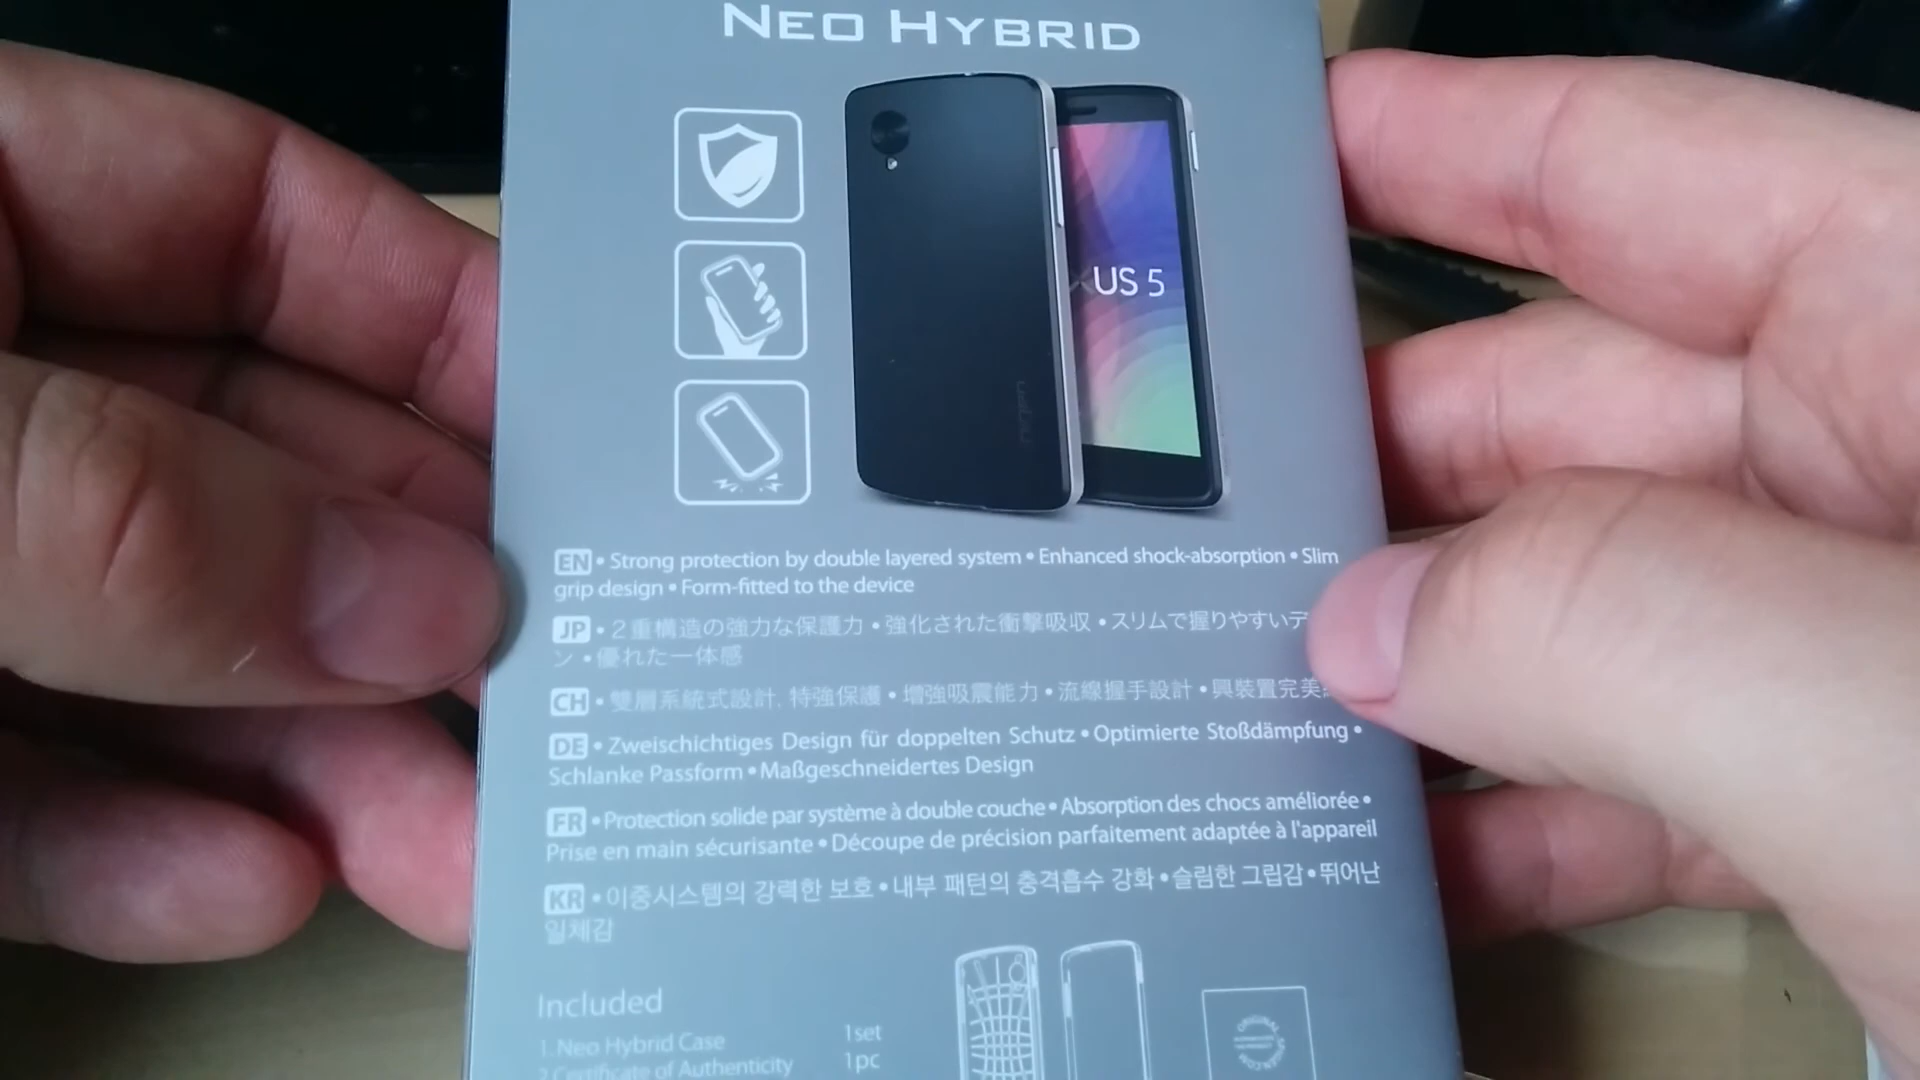 NEO HYBRID
XUS 5
EN • Strong protection by double layered system • Enhanced shock-absorption • Slim
grip design • Form-fitted to the device
JP • 2重構造の強力な保護力 • 強化された衝撃吸収 • スリムで握りやすいデ
ン • 優れた一体感
CH • 雙層系統式設計, 特強保護 • 增強吸震能力 • 流線握手設計 • 興裝置完美
DE • Zweischichtiges Design für doppelten Schutz • Optimierte Stoßdämpfung •
Schlanke Passform • Maßgeschneidertes Design
FR • Protection solide par système à double couche • Absorption des chocs améliorée •
Prise en main sécurisante • Découpe de précision parfaitement adaptée à l'appareil
KR • 이중시스템의 강력한 보호 • 내부 패턴의 충격흡수 강화 • 슬림한 그립감 • 뛰어난
일체감
Included
1. Neo Hybrid Case 1set
2. Certificate of Authenticity 1pc
ORIGINAL